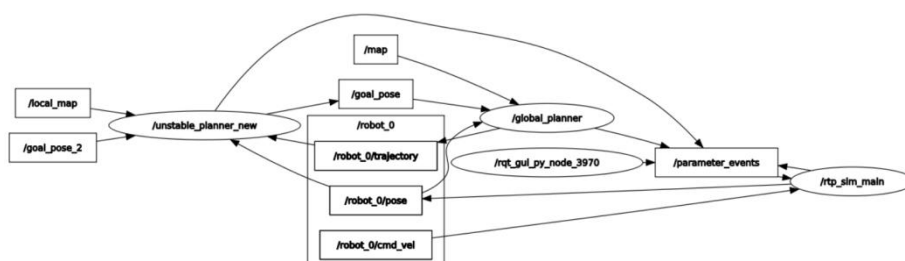 /map
/local_map
/goal_pose
/unstable_planner_new
/global_planner
/robot_0
/goal_pose_2
/robot_0/trajectory
/rqt_gui_py_node_3970
/parameter_events
/rtp_sim_main
/robot_0/pose
/robot_0/cmd_vel